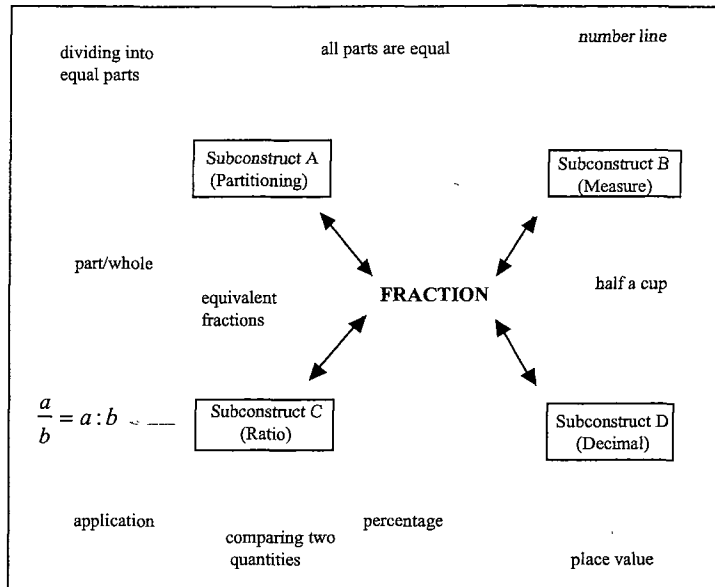 dividing into
equal parts
all parts are equal
number line
Subconstruct A
(Partitioning)
Subconstruct B
(Measure)
part/whole
equivalent
fractions
FRACTION
half a cup
a/b = a : b
Subconstruct C
(Ratio)
Subconstruct D
(Decimal)
application
comparing two
quantities
percentage
place value